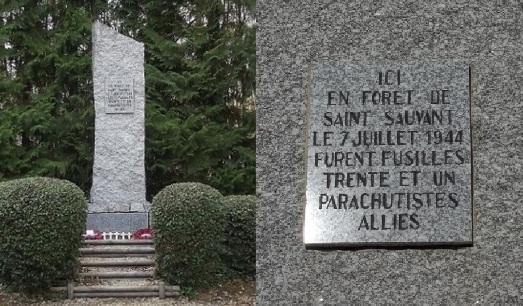 ICI
EN FORET DE
SAINT SAUVANT
LE 7 JUILLET 1944
FURENT FUSILLES
TRENTE ET UN
PARACHUTISTES
ALLIES